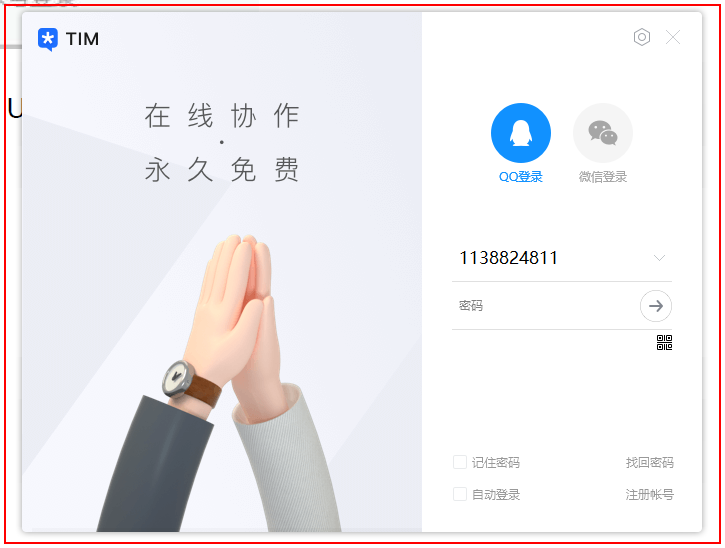 TIM
在线协作
·
永久免费
QQ登录
微信登录
1138824811
密码
记住密码
找回密码
自动登录
注册帐号
U